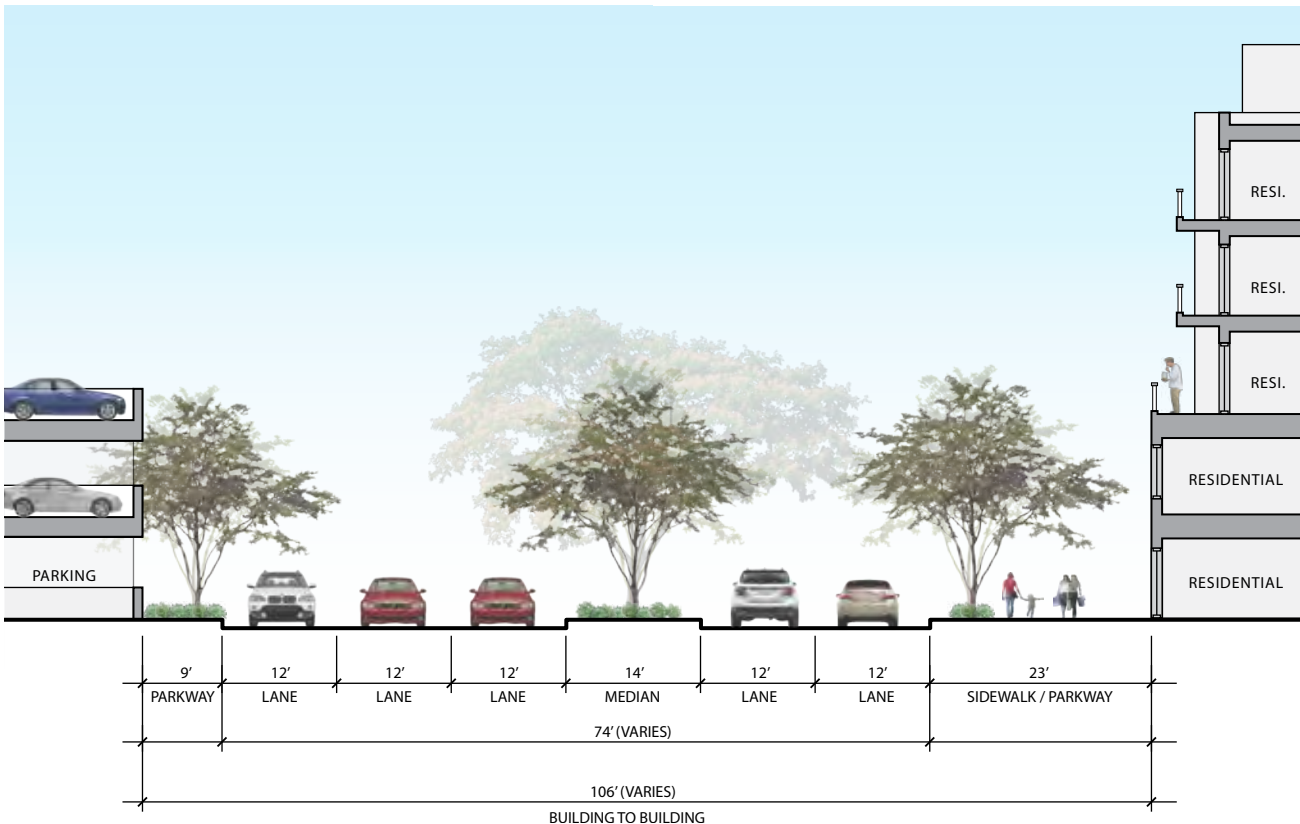 RESI.
RESI.
RESI.
RESIDENTIAL
PARKING
RESIDENTIAL
9’ 12’ 12’ 12’ 14’ 12’ 12’ 23’
PARKWAY LANE LANE LANE MEDIAN LANE LANE SIDEWALK / PARKWAY
74’ (VARIES)
106’ (VARIES)
BUILDING TO BUILDING